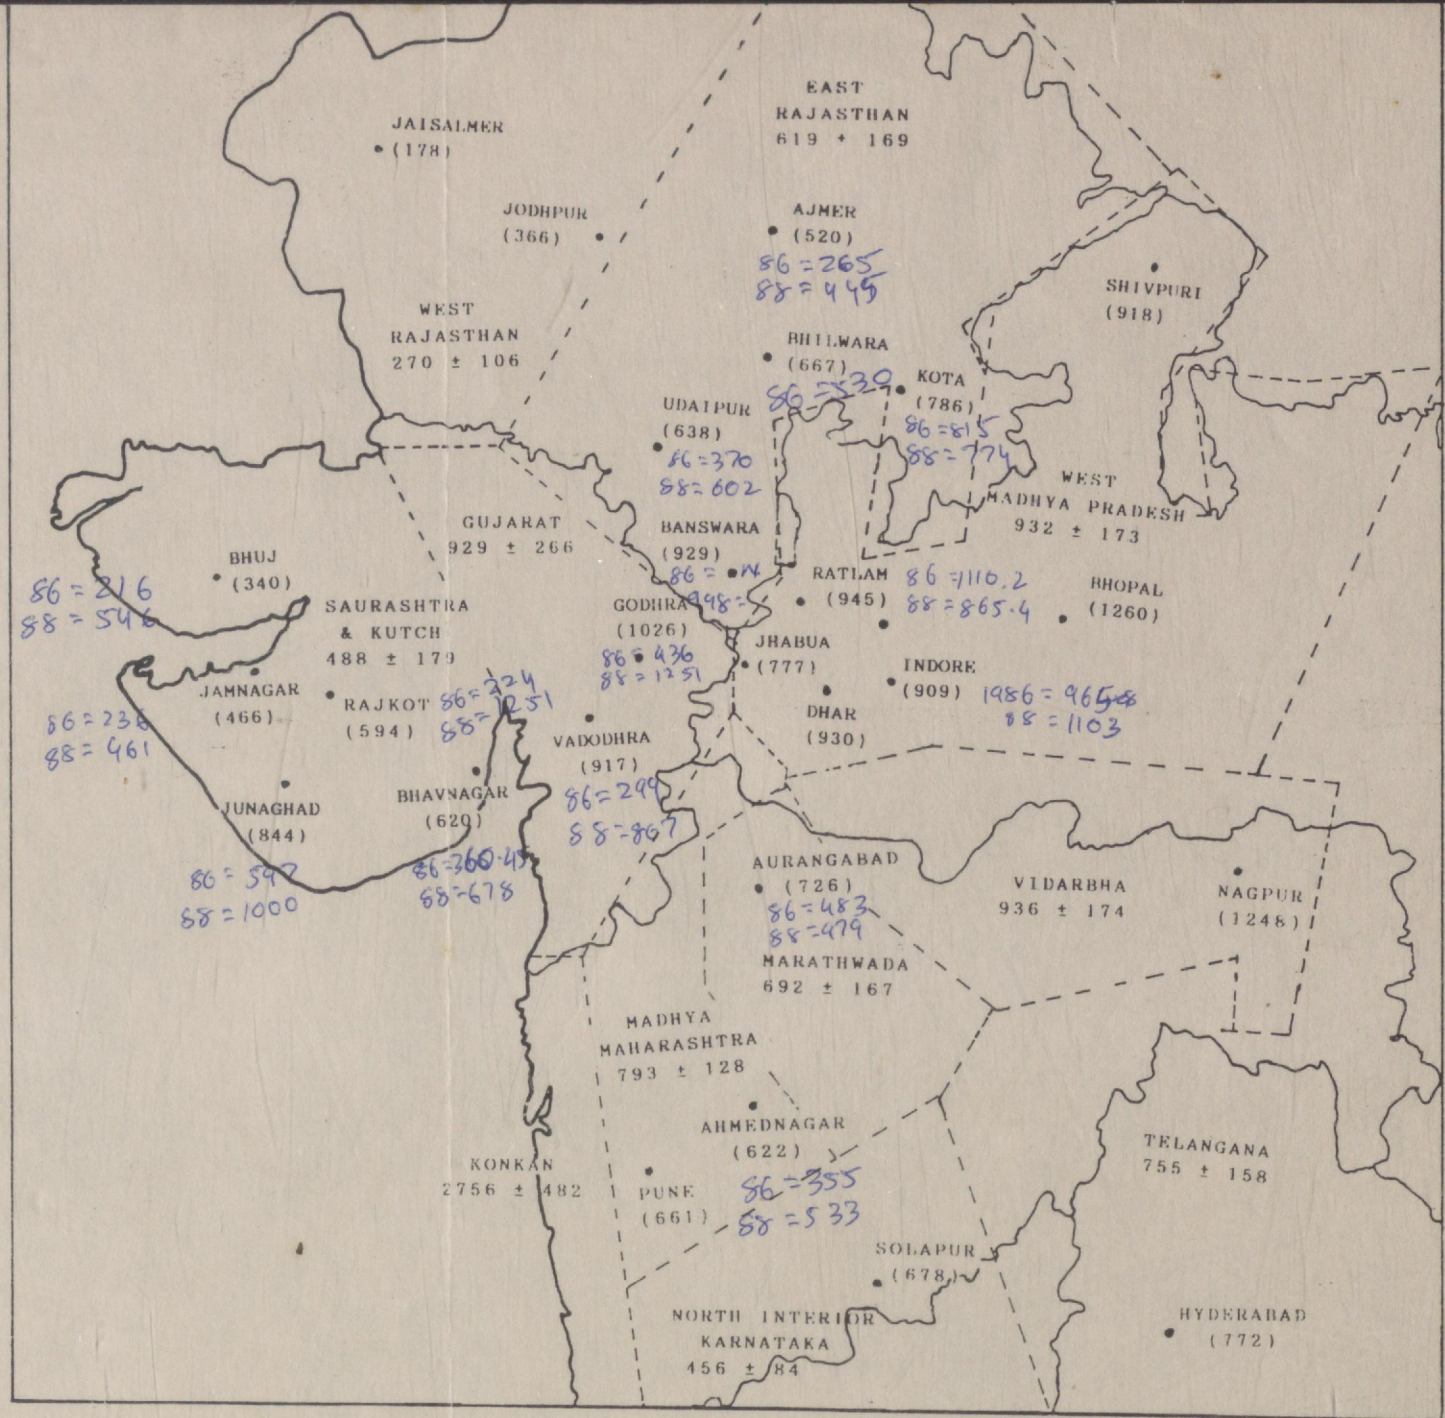 EAST
RAJASTHAN
619 ± 169
JAISALMER
(178)
JODHPUR
(366)
AJMER
(520)
86 = 265
88 = 445
SHIVPURI
(918)
WEST
RAJASTHAN
270 ± 106
BHILWARA
(667)
86 = 530
KOTA
(786)
86 = 815
88 = 774
UDAIPUR
(638)
86 = 370
88 = 602
WEST
MADHYA PRADESH
932 ± 173
GUJARAT
929 ± 266
BANSWARA
(929)
86 =
BHUJ
(340)
86 = 216
88 = 546
RATLAM
(945)
86 = 1110.2
88 = 865.4
BHOPAL
(1260)
SAURASHTRA
& KUTCH
488 ± 179
GODHRA
(1026)
86 = 436
88 = 1251
JHABUA
(777)
INDORE
(909)
1986 = 965.8
88 = 1103
JAMNAGAR
(466)
86 = 236
88 = 461
RAJKOT
(594)
86 = 224
88 = 1251
DHAR
(930)
VADODHRA
(917)
86 = 299
88 = 867
JUNAGHAD
(844)
86 = 597
88 = 1000
BHAVNAGAR
(620)
86 = 360.45
88 = 678
AURANGABAD
(726)
86 = 483
88 = 479
VIDARBHA
936 ± 174
NAGPUR
(1248)
MARATHWADA
692 ± 167
MADHYA
MAHARASHTRA
793 ± 128
AHMEDNAGAR
(622)
86 = 355
88 = 533
KONKAN
2756 ± 482
PUNE
(661)
TELANGANA
755 ± 158
SOLAPUR
(678)
NORTH INTERIOR
KARNATAKA
456 ± 84
HYDERABAD
(772)